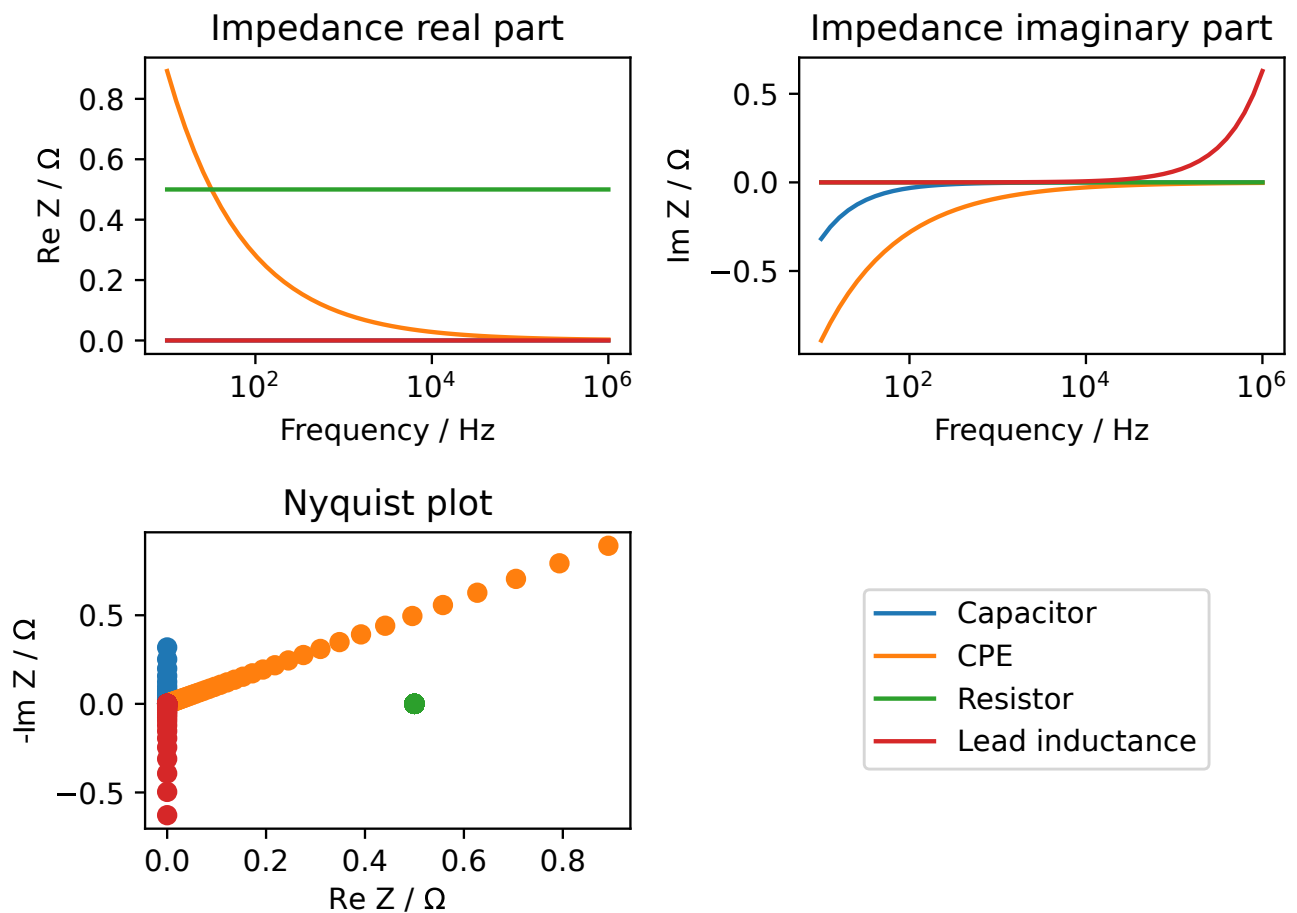 Impedance real part
Re Z / Ω
0.8
0.6
0.4
0.2
0.0
10²
10⁴
10⁶
Frequency / Hz
Impedance imaginary part
Im Z / Ω
0.5
0.0
−0.5
10²
10⁴
10⁶
Frequency / Hz
Nyquist plot
-Im Z / Ω
0.5
0.0
−0.5
0.0
0.2
0.4
0.6
0.8
Re Z / Ω
Capacitor
CPE
Resistor
Lead inductance